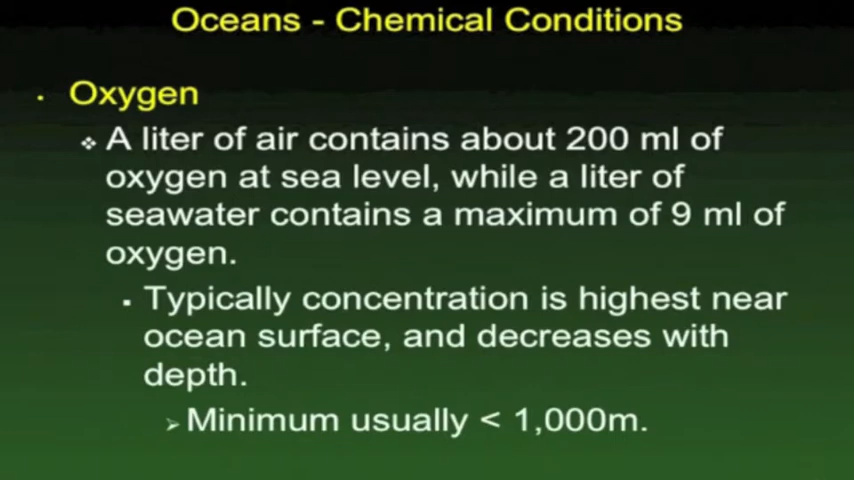 Oceans - Chemical Conditions
• Oxygen
❖ A liter of air contains about 200 ml of
oxygen at sea level, while a liter of
seawater contains a maximum of 9 ml of
oxygen.
▪ Typically concentration is highest near
ocean surface, and decreases with
depth.
➢ Minimum usually < 1,000m.